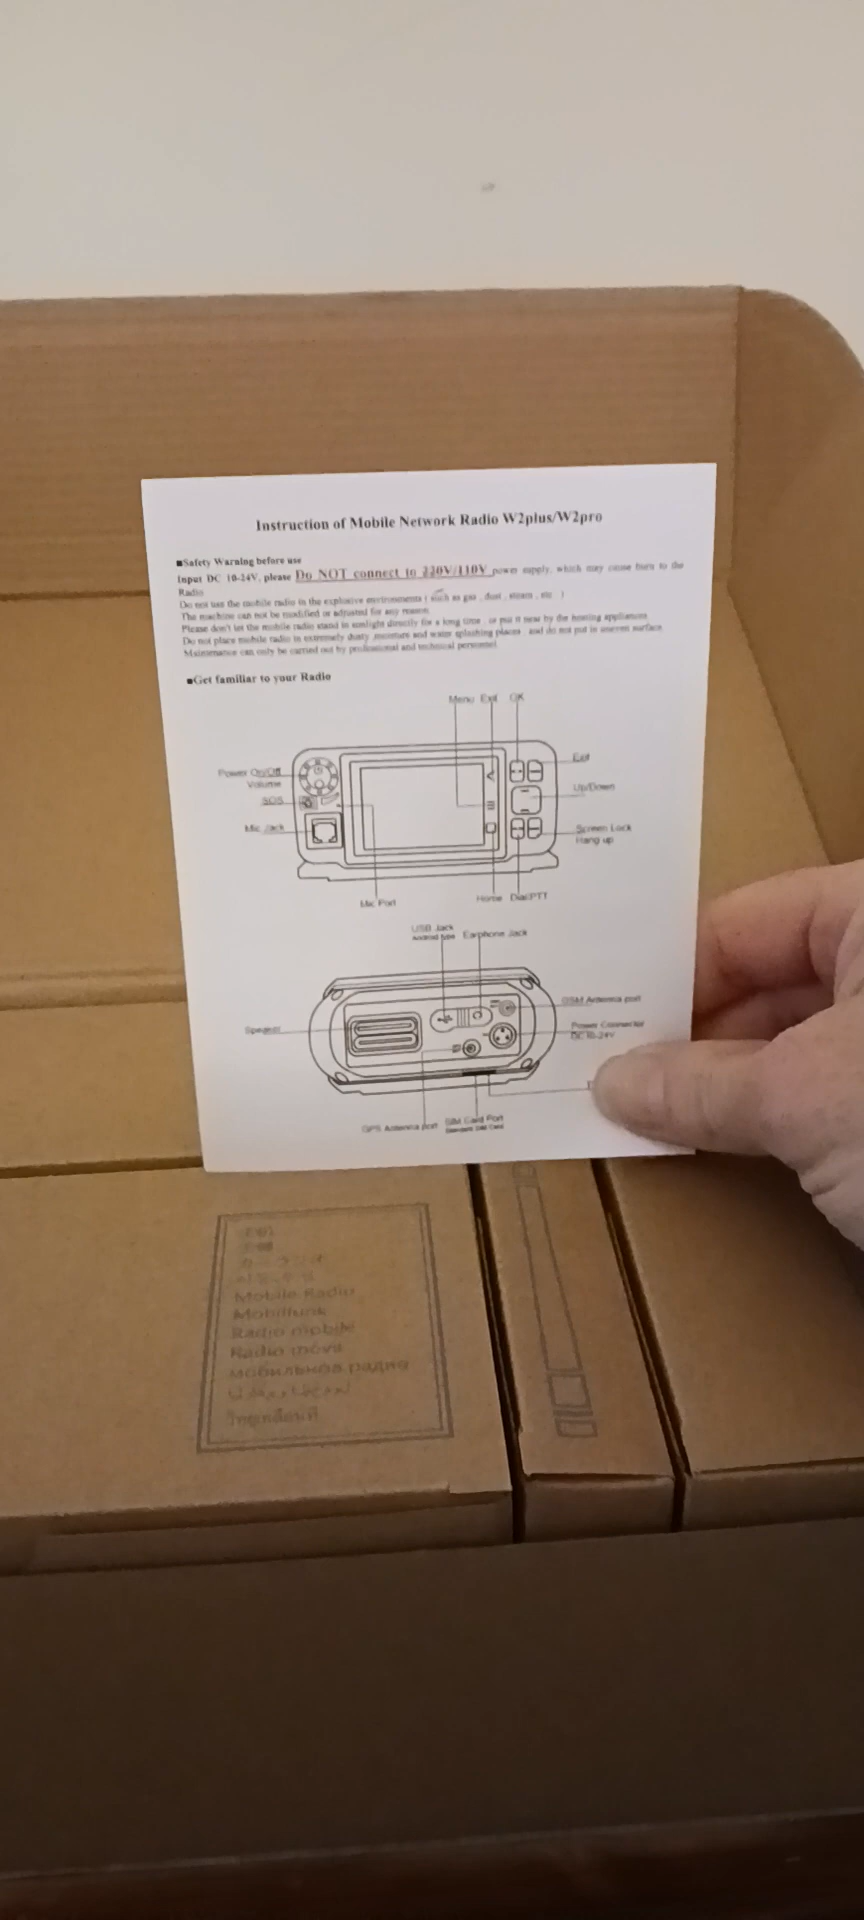 Instruction of Mobile Network Radio W2plus/W2pro
■Safety Warning before use
Input DC 10-24V, please Do NOT connect to 220V/110V power supply, which may cause burn to the
Radio
Do not use the mobile radio in the explosive environments ( such as gas , dust , steam , etc )
The machine can not be modified or adjusted for any reason
Please don't let the mobile radio stand in sunlight directly for a long time , or put it near by the heating appliances
Do not place mobile radio in extremely dusty ,moisture and water splashing places , and do not put in uneven surface
Maintenance can only be carried out by professional and technical personnel
■Get familiar to your Radio
Menu Exit OK
Power On/Off
Volume
Exit
SOS
Up/Down
Mic Jack
Screen Lock
Hang up
Mic Port
Home
USB Jack
Android type
Earphone Jack
GSM Antenna port
Speaker
Power Connector
DC 10-24V
GPS Antenna port
SIM Card Port
Mobile Radio
Mobilfunk
Radio mobile
Radio móvil
мобильное радио